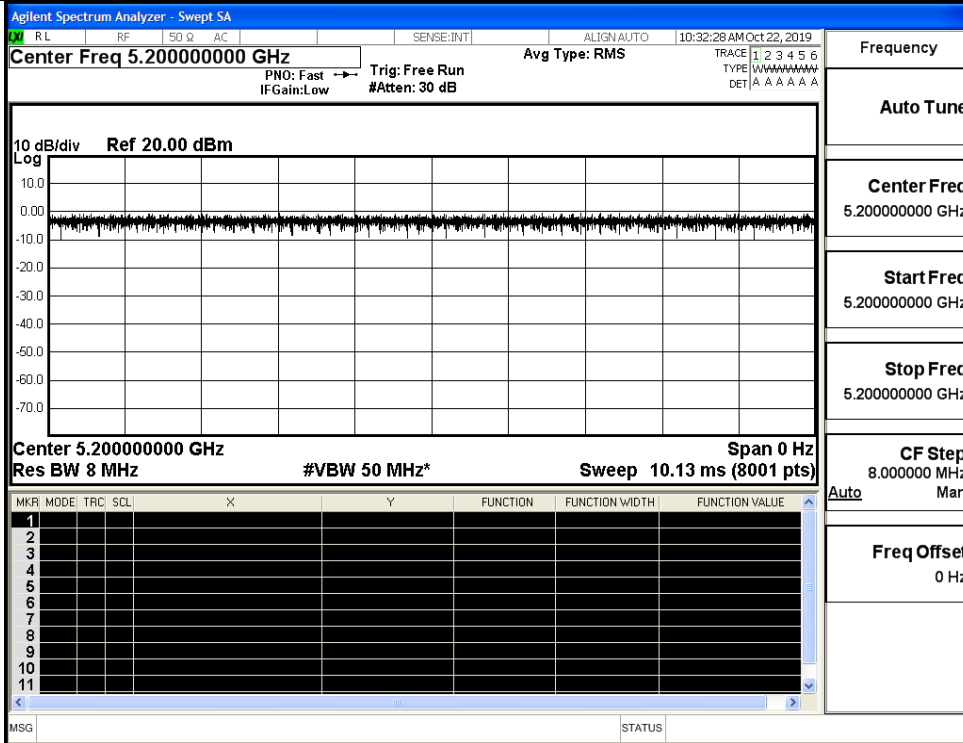 Agilent Spectrum Analyzer - Swept SA
LXI RL RF 50 Ω AC SENSE:INT ALIGN AUTO 10:32:28 AM Oct 22, 2019
Center Freq 5.200000000 GHz
PNO: Fast
IFGain:Low
Trig: Free Run
#Atten: 30 dB
Avg Type: RMS
TRACE 1 2 3 4 5 6
TYPE WWWWWW
DET A A A A A A
10 dB/div Ref 20.00 dBm
Log
10.0
0.00
-10.0
-20.0
-30.0
-40.0
-50.0
-60.0
-70.0
Center 5.200000000 GHz Span 0 Hz
Res BW 8 MHz #VBW 50 MHz* Sweep 10.13 ms (8001 pts)
MKR MODE TRC SCL X Y FUNCTION FUNCTION WIDTH FUNCTION VALUE
1
2
3
4
5
6
7
8
9
10
11
MSG STATUS
Frequency
Auto Tune
Center Freq
5.200000000 GHz
Start Freq
5.200000000 GHz
Stop Freq
5.200000000 GHz
CF Step
8.000000 MHz
Auto Man
Freq Offset
0 Hz